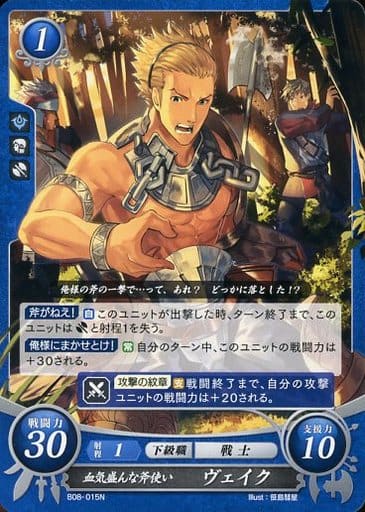 1
俺様の斧の一撃で…って、あれ? どっかに落とした!?
斧がねえ! 自 このユニットが出撃した時、ターン終了まで、この
ユニットは と射程1を失う。
俺様にまかせとけ! 常 自分のターン中、このユニットの戦闘力は
+30される。
攻撃の紋章 支 戦闘終了まで、自分の攻撃
ユニットの戦闘力は+20される。
戦闘力
30
射程 1 下級職 戦士
支援力
10
血気盛んな斧使い ヴェイク
B08-015N
Illust:笹島彗星